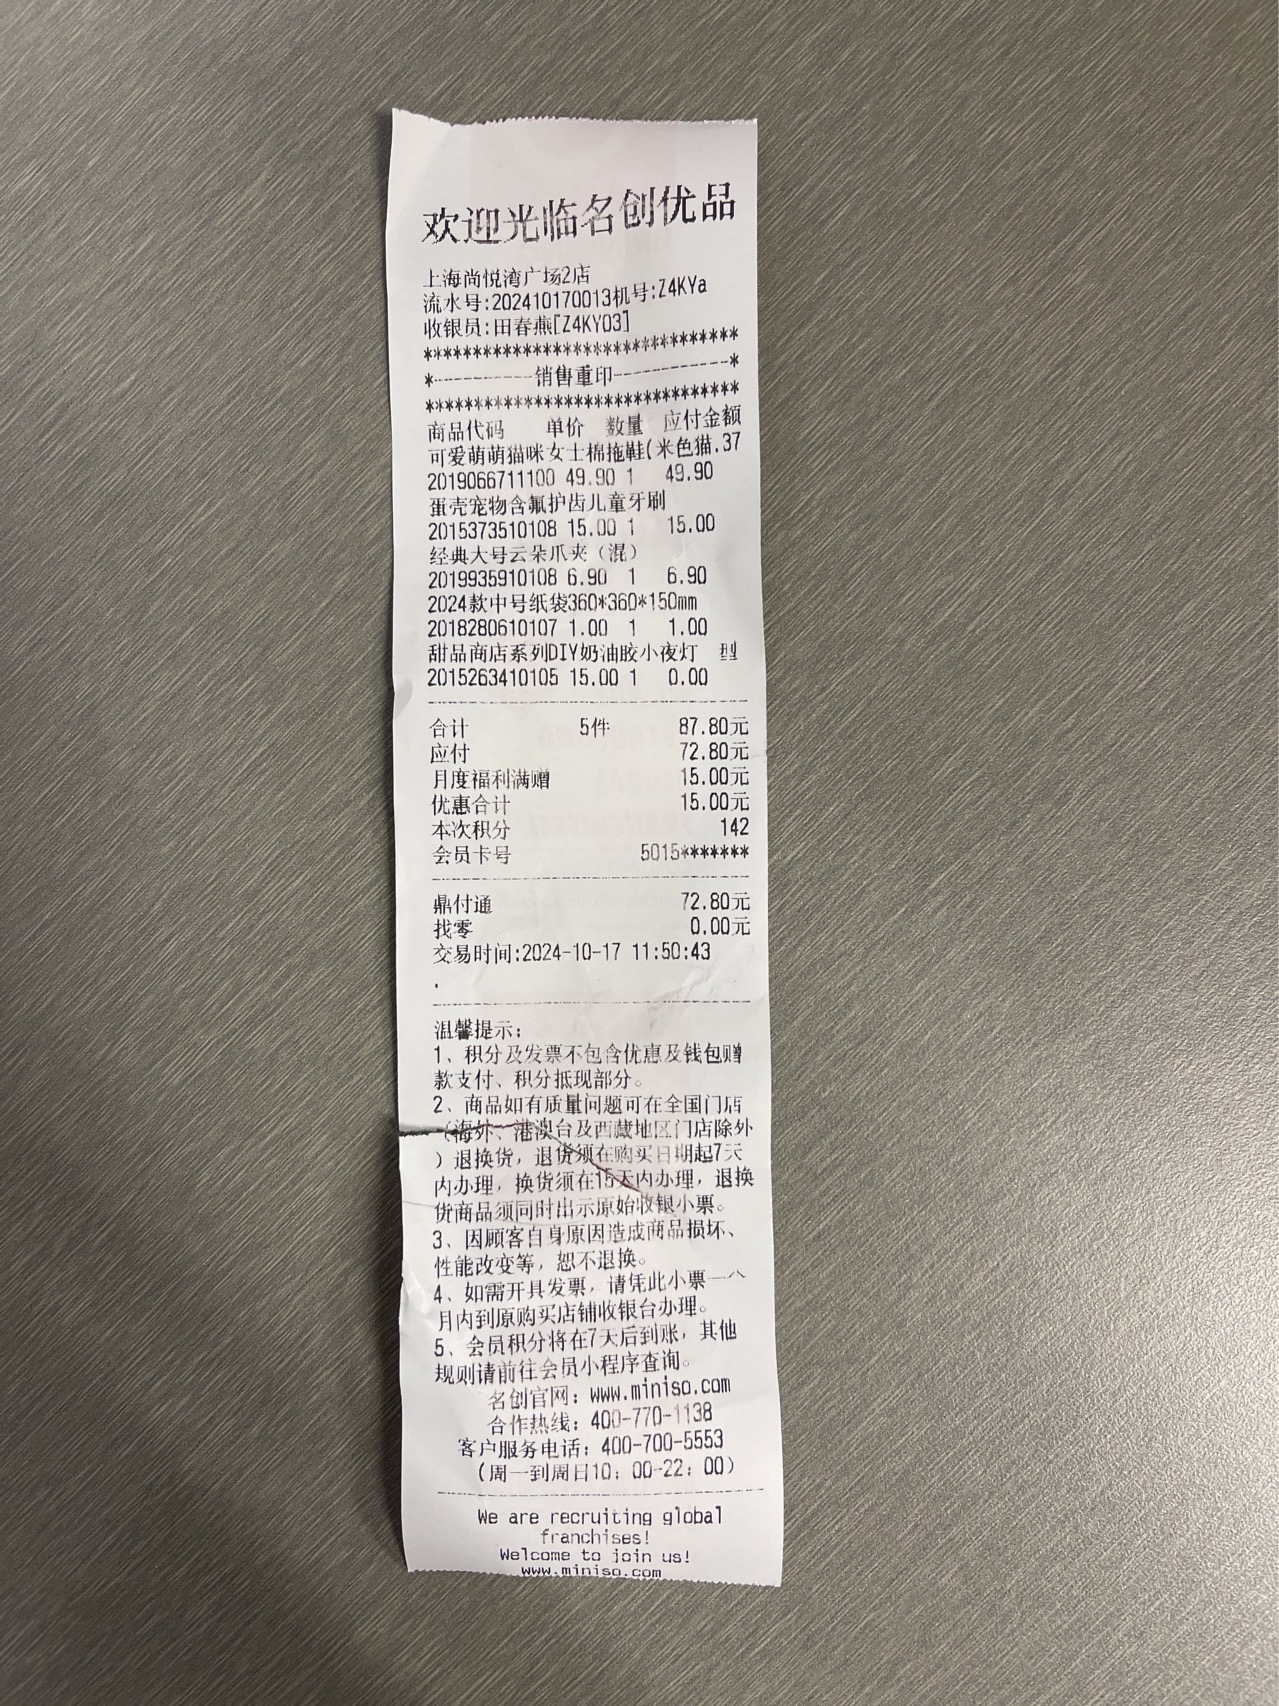 欢迎光临名创优品
上海尚悦湾广场2店
流水号:202410170013机号:Z4KYa
收银员:田春燕[Z4KY03]
********************************
*----------销售重印------------*
********************************
商品代码 单价 数量 应付金额
可爱萌萌猫咪女士棉拖鞋(米色猫.37
2019066711100 49.90 1 49.90
蛋壳宠物含氟护齿儿童牙刷
2015373510108 15.00 1 15.00
经典大号云朵爪夹（混）
2019935910108 6.90 1 6.90
2024款中号纸袋360*360*150mm
2018280610107 1.00 1 1.00
甜品商店系列DIY奶油胶小夜灯 型
2015263410105 15.00 1 0.00
合计 5件 87.80元
应付 72.80元
月度福利满赠 15.00元
优惠合计 15.00元
本次积分 142
会员卡号 5015*******
鼎付通 72.80元
找零 0.00元
交易时间:2024-10-17 11:50:43
.
温馨提示:
1、积分及发票不包含优惠及钱包赠
款支付、积分抵现部分。
2、商品如有质量问题可在全国门店
（海外、港澳台及西藏地区门店除外
）退换货，退货须在购买日期起7天
内办理，换货须在15天内办理，退换
货商品须同时出示原始收银小票。
3、因顾客自身原因造成商品损坏、
性能改变等，恕不退换。
4、如需开具发票，请凭此小票一个
月内到原购买店铺收银台办理。
5、会员积分将在7天后到账，其他
规则请前往会员小程序查询。
名创官网：www.miniso.com
合作热线：400-770-1138
客户服务电话：400-700-5553
（周一到周日10：00-22：00）
We are recruiting global
franchises!
Welcome to join us!
www.miniso.com